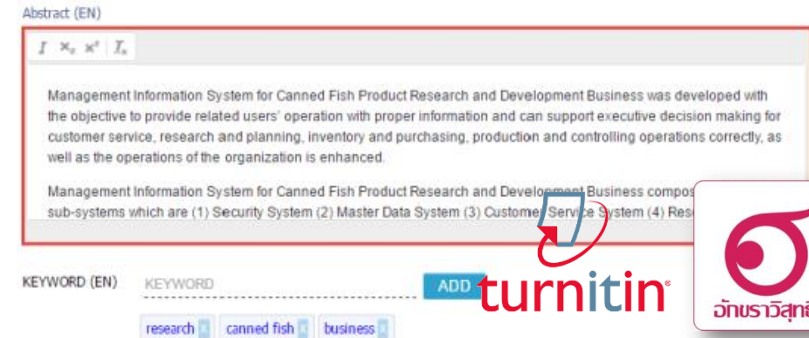 Abstract (EN)
Management Information System for Canned Fish Product Research and Development Business was developed with
the objective to provide related users' operation with proper information and can support executive decision making for
customer service, research and planning, inventory and purchasing, production and controlling operations correctly, as
well as the operations of the organization is enhanced.
Management Information System for Canned Fish Product Research and Development Business
sub-systems which are (1) Security System (2) Master Data System (3) Customer Service System (4)
KEYWORD (EN)
KEYWORD
ADD
turnitin
อักขราวิสุทธิ์
research
canned fish
business